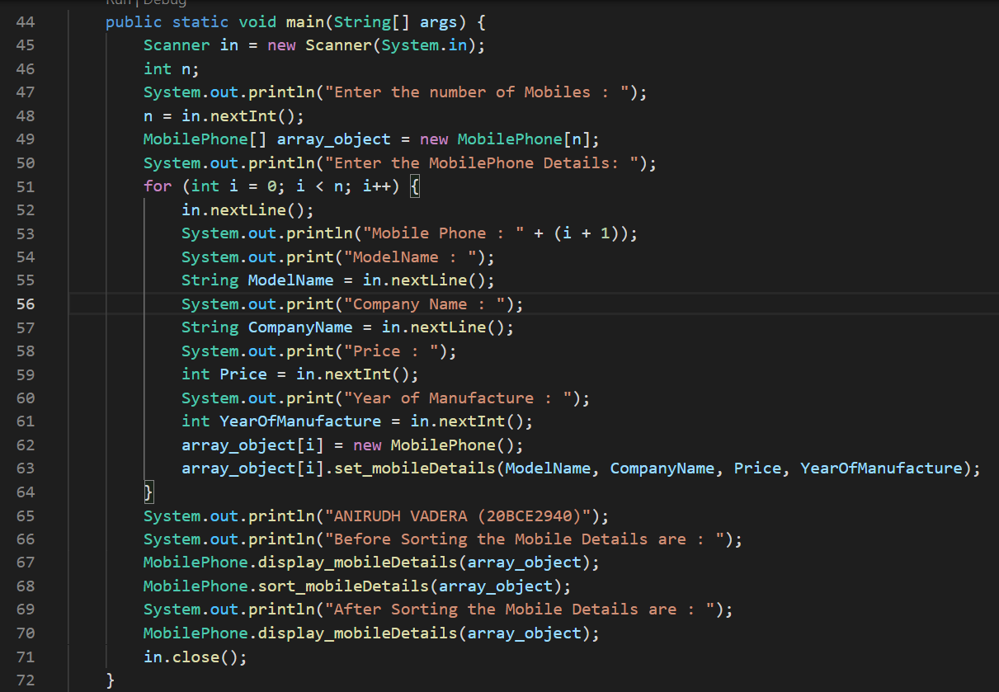 Run | Debug
44 public static void main(String[] args) {
45 Scanner in = new Scanner(System.in);
46 int n;
47 System.out.println("Enter the number of Mobiles : ");
48 n = in.nextInt();
49 MobilePhone[] array_object = new MobilePhone[n];
50 System.out.println("Enter the MobilePhone Details: ");
51 for (int i = 0; i < n; i++) {
52 in.nextLine();
53 System.out.println("Mobile Phone : " + (i + 1));
54 System.out.print("ModelName : ");
55 String ModelName = in.nextLine();
56 System.out.print("Company Name : ");
57 String CompanyName = in.nextLine();
58 System.out.print("Price : ");
59 int Price = in.nextInt();
60 System.out.print("Year of Manufacture : ");
61 int YearOfManufacture = in.nextInt();
62 array_object[i] = new MobilePhone();
63 array_object[i].set_mobileDetails(ModelName, CompanyName, Price, YearOfManufacture);
64 }
65 System.out.println("ANIRUDH VADERA (20BCE2940)");
66 System.out.println("Before Sorting the Mobile Details are : ");
67 MobilePhone.display_mobileDetails(array_object);
68 MobilePhone.sort_mobileDetails(array_object);
69 System.out.println("After Sorting the Mobile Details are : ");
70 MobilePhone.display_mobileDetails(array_object);
71 in.close();
72 }